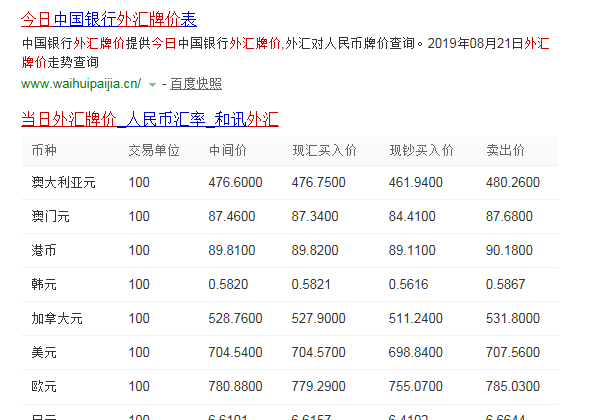 今日中国银行外汇牌价表
中国银行外汇牌价提供今日中国银行外汇牌价,外汇对人民币牌价查询。2019年08月21日外汇
牌价走势查询
www.waihuipaijia.cn/ - 百度快照
当日外汇牌价_人民币汇率_和讯外汇
币种 交易单位 中间价 现汇买入价 现钞买入价 卖出价
澳大利亚元 100 476.6000 476.7500 461.9400 480.2600
澳门元 100 87.4600 87.3400 84.4100 87.6800
港币 100 89.8100 89.8200 89.1100 90.1800
韩元 100 0.5820 0.5821 0.5616 0.5867
加拿大元 100 528.7600 527.9000 511.2400 531.8000
美元 100 704.5400 704.5700 698.8400 707.5600
欧元 100 780.8800 779.2900 755.0700 785.0300